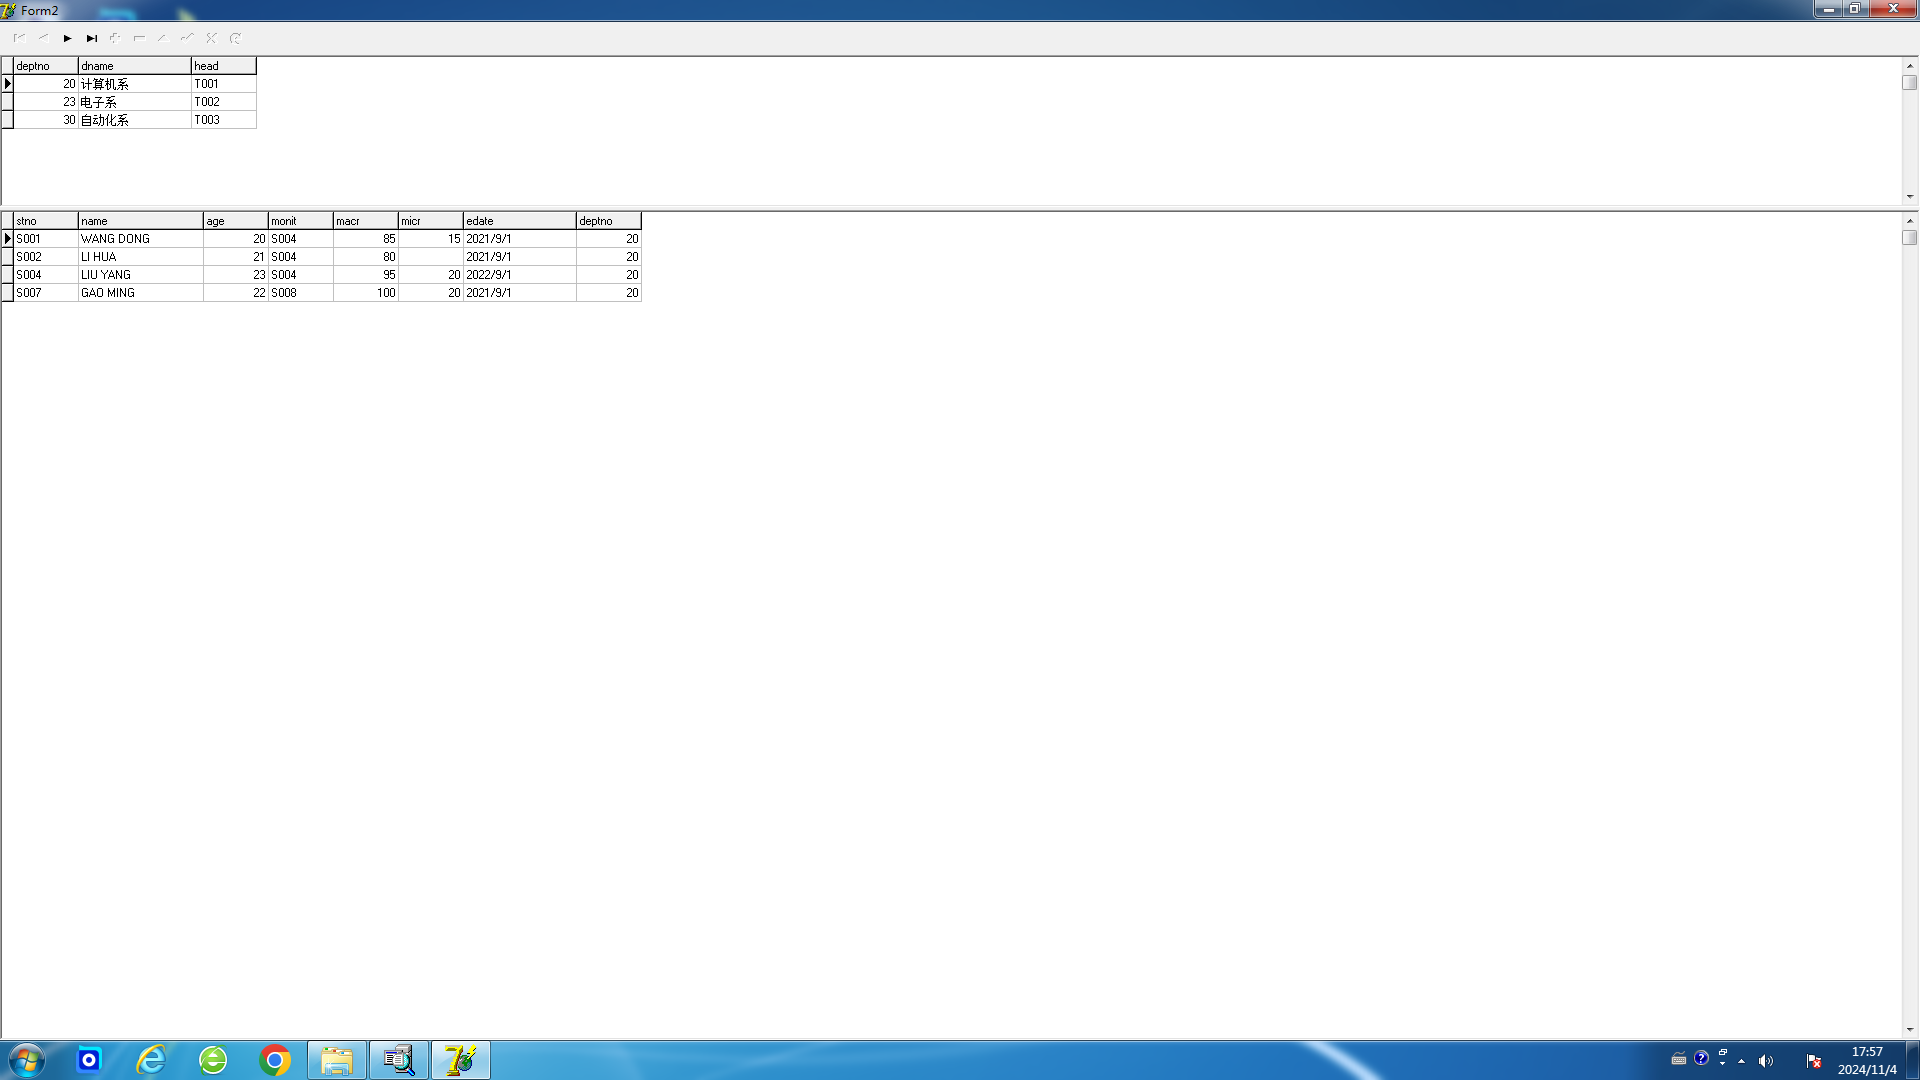 Form2
deptno dname head
20 计算机系 T001
23 电子系 T002
30 自动化系 T003
stno name age monit macr micr edate deptno
S001 WANG DONG 20 S004 85 15 2021/9/1 20
S002 LI HUA 21 S004 80 2021/9/1 20
S004 LIU YANG 23 S004 95 20 2022/9/1 20
S007 GAO MING 22 S008 100 20 2021/9/1 20
17:57
2024/11/4